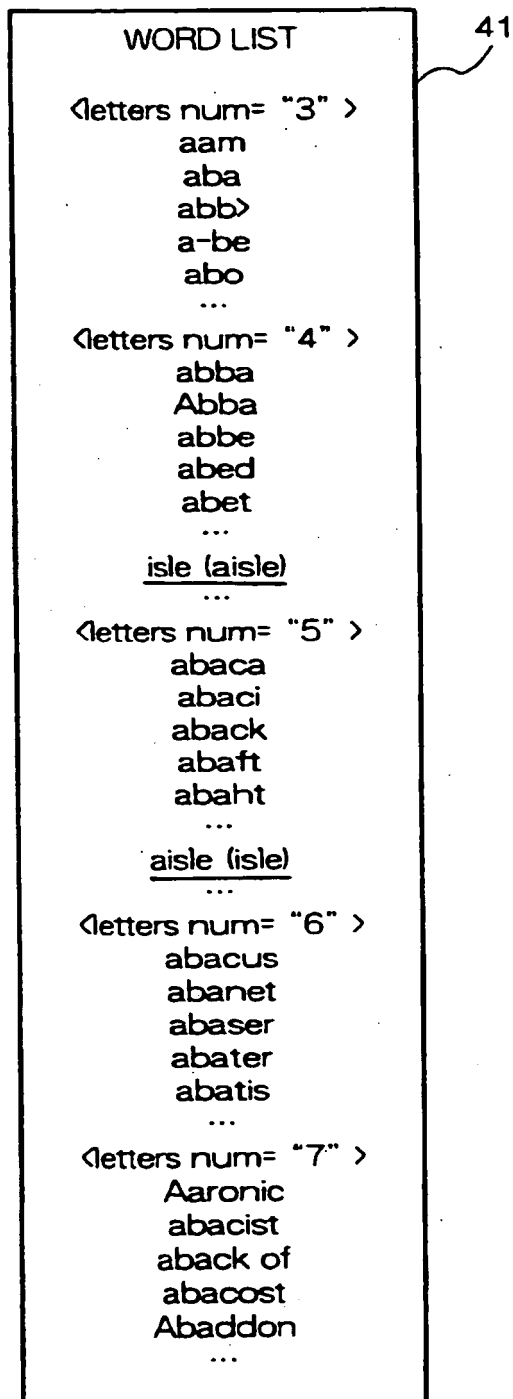 WORD LIST
41
<letters num= “3” >
aam
aba
abb>
a-be
abo
...
<letters num= “4” >
abba
Abba
abbe
abed
abet
...
isle (aisle)
...
<letters num= “5” >
abaca
abaci
aback
abaft
abaht
...
aisle (isle)
...
<letters num= “6” >
abacus
abanet
abaser
abater
abatis
...
<letters num= “7” >
Aaronic
abacist
aback of
abacost
Abaddon
...